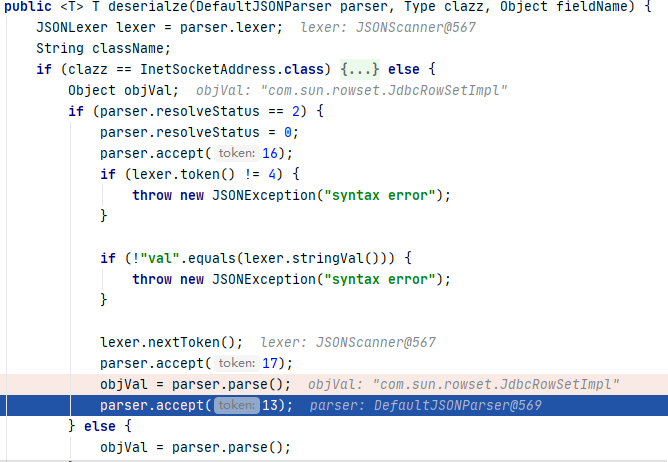 public <T> T deserialze(DefaultJSONParser parser, Type clazz, Object fieldName) {
JSONLexer lexer = parser.lexer;  lexer: JSONScanner@567
String className;
if (clazz == InetSocketAddress.class) {...} else {
Object objVal;  objVal: "com.sun.rowset.JdbcRowSetImpl"
if (parser.resolveStatus == 2) {
parser.resolveStatus = 0;
parser.accept( token: 16);
if (lexer.token() != 4) {
throw new JSONException("syntax error");
}
if (!"val".equals(lexer.stringVal())) {
throw new JSONException("syntax error");
}
lexer.nextToken();  lexer: JSONScanner@567
parser.accept( token: 17);
objVal = parser.parse();  objVal: "com.sun.rowset.JdbcRowSetImpl"
parser.accept( token: 13);  parser: DefaultJSONParser@569
} else {
objVal = parser.parse();